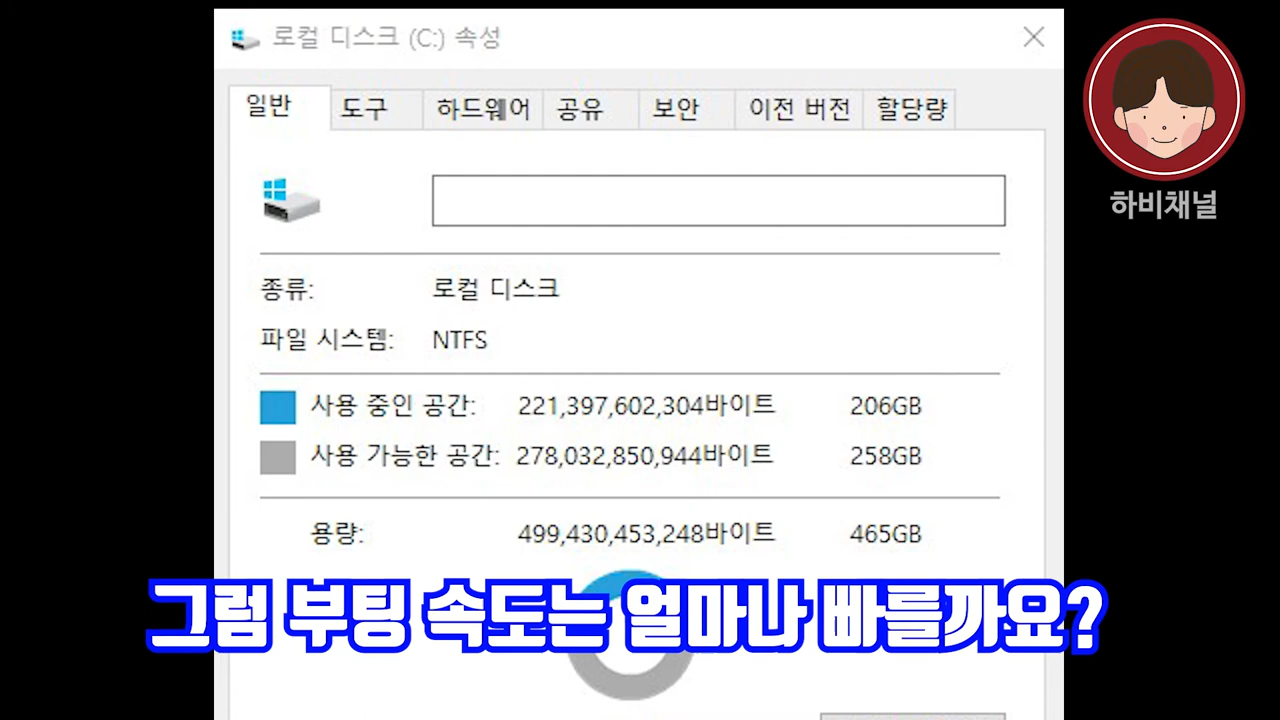 로컬 디스크 (C:) 속성
일반 도구 하드웨어 공유 보안 이전 버전 할당량
하비채널
종류: 로컬 디스크
파일 시스템: NTFS
사용 중인 공간: 221,397,602,304바이트 206GB
사용 가능한 공간: 278,032,850,944바이트 258GB
용량: 499,430,453,248바이트 465GB
그럼 부팅 속도는 얼마나 빠를까요?